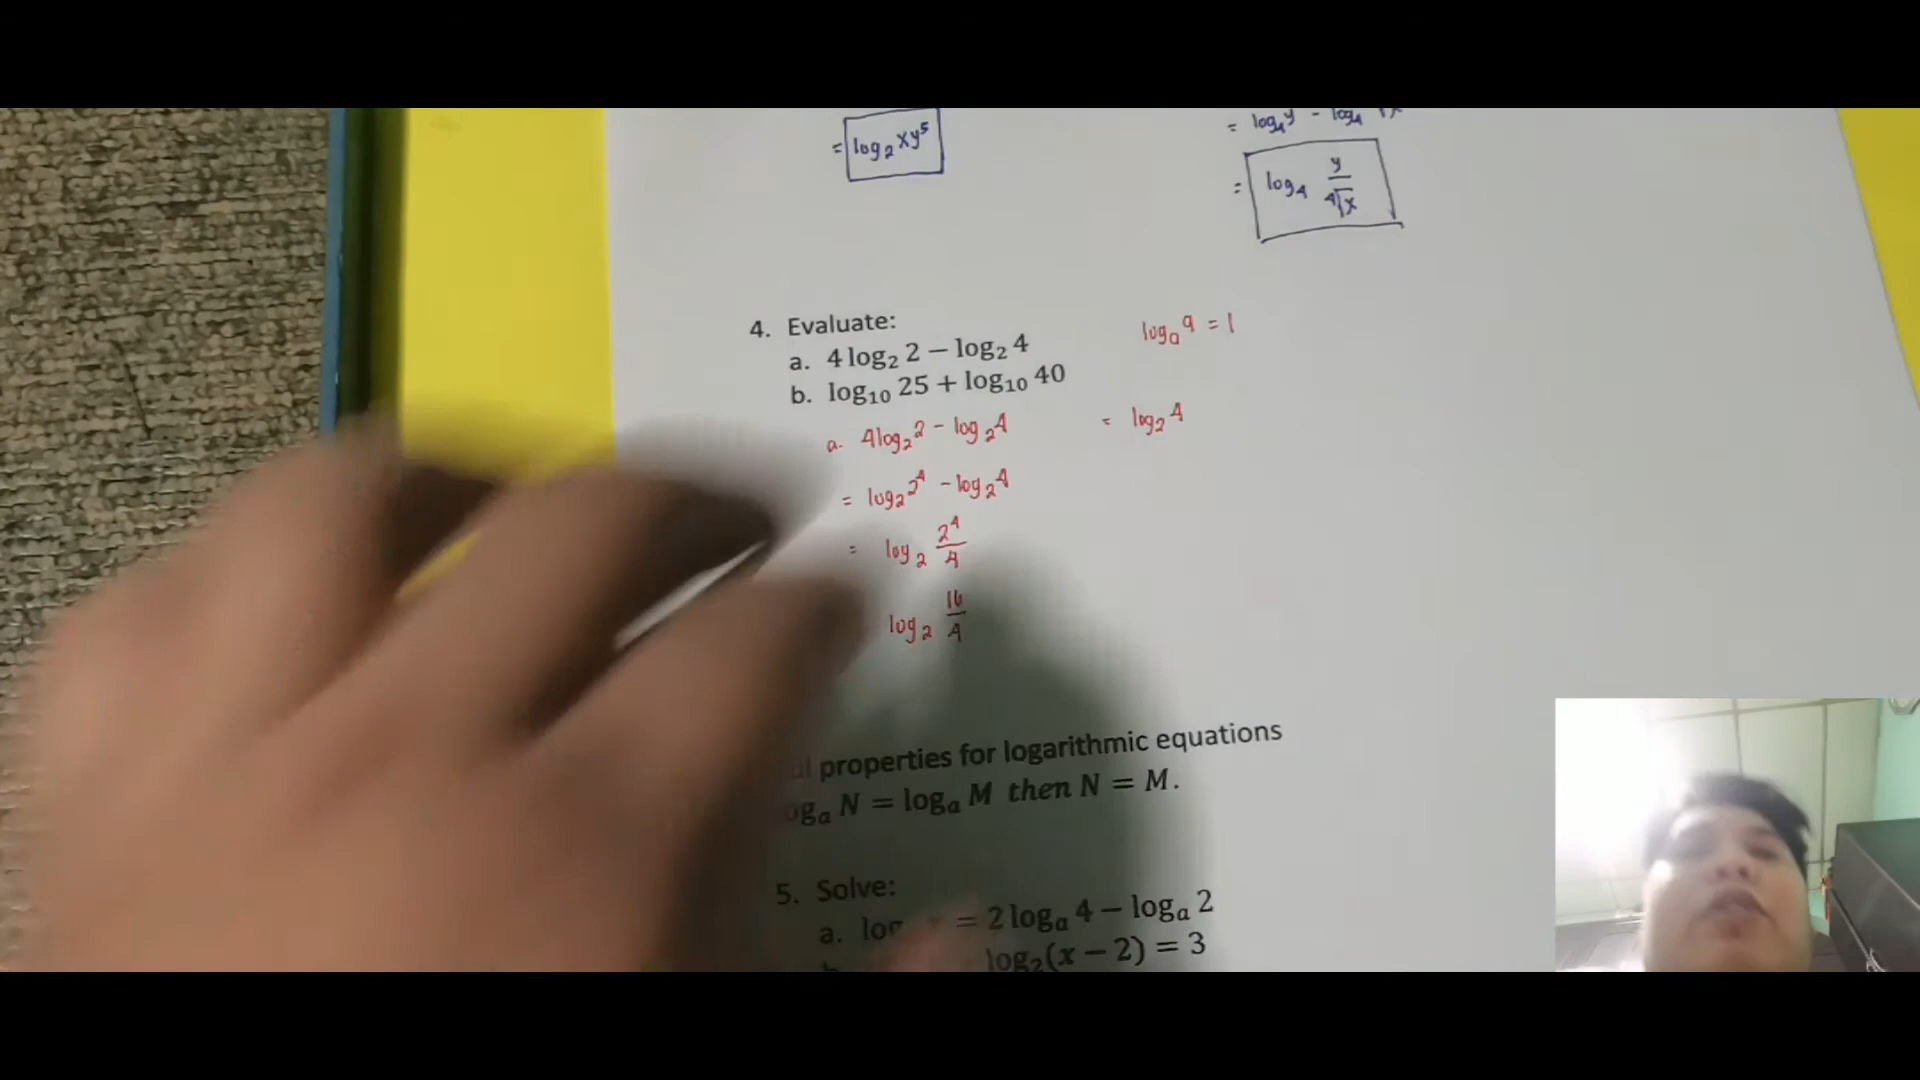 = log₂ xy⁵
= log₄ y - log₄
= log₄ y/⁴√x
4. Evaluate:
a. 4 log₂ 2 − log₂ 4
b. log₁₀ 25 + log₁₀ 40
logₐ a = 1
a. 4log₂2 - log₂4
= log₂2⁴ - log₂4
= log₂ 2⁴/4
log₂ 16/4
= log₂4
properties for logarithmic equations
N = logₐ M then N = M.
5. Solve:
a. = 2 logₐ 4 − logₐ 2
log₂(x − 2) = 3